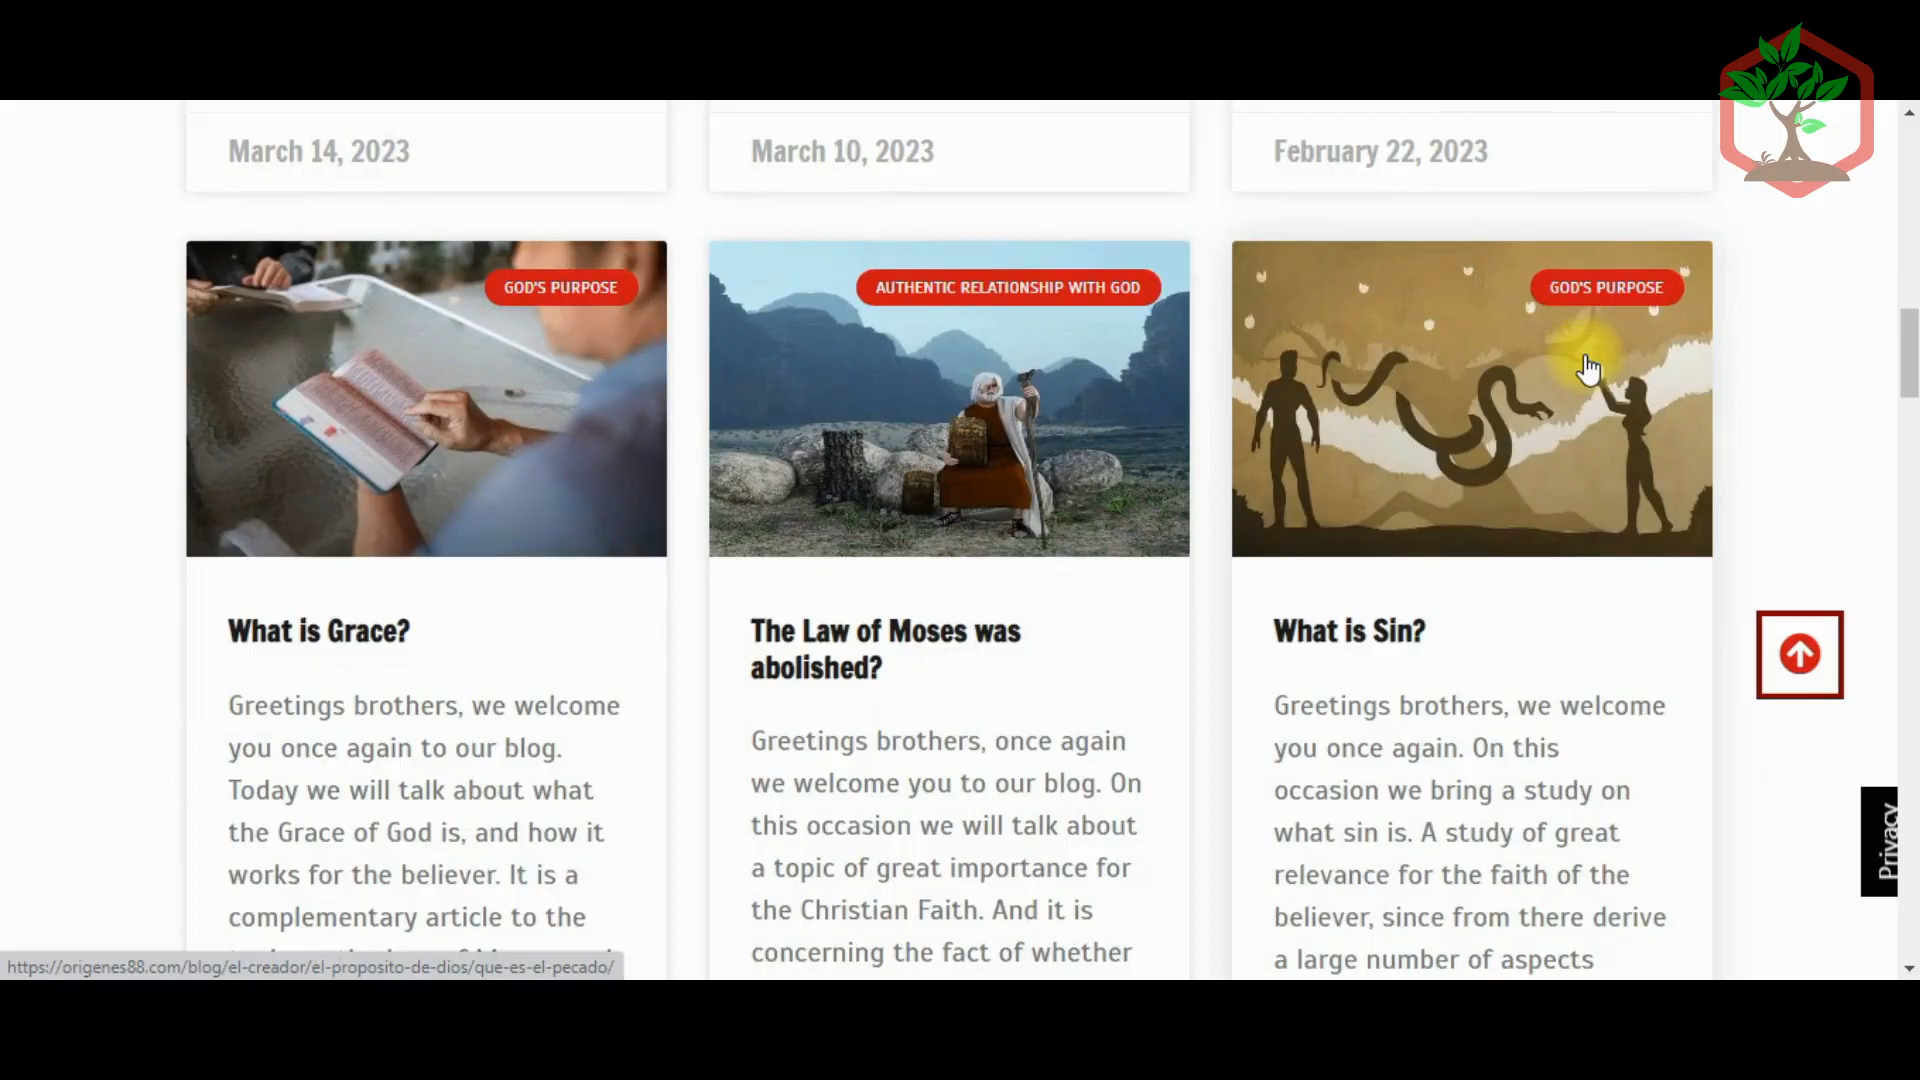 March 14, 2023
March 10, 2023
February 22, 2023
GOD'S PURPOSE
AUTHENTIC RELATIONSHIP WITH GOD
GOD'S PURPOSE
What is Grace?
Greetings brothers, we welcome
you once again to our blog.
Today we will talk about what
the Grace of God is, and how it
works for the believer. It is a
complementary article to the
The Law of Moses was
abolished?
Greetings brothers, once again
we welcome you to our blog. On
this occasion we will talk about
a topic of great importance for
the Christian Faith. And it is
concerning the fact of whether
What is Sin?
Greetings brothers, we welcome
you once again. On this
occasion we bring a study on
what sin is. A study of great
relevance for the faith of the
believer, since from there derive
a large number of aspects
Privacy
https://origenes88.com/blog/el-creador/el-proposito-de-dios/que-es-el-pecado/